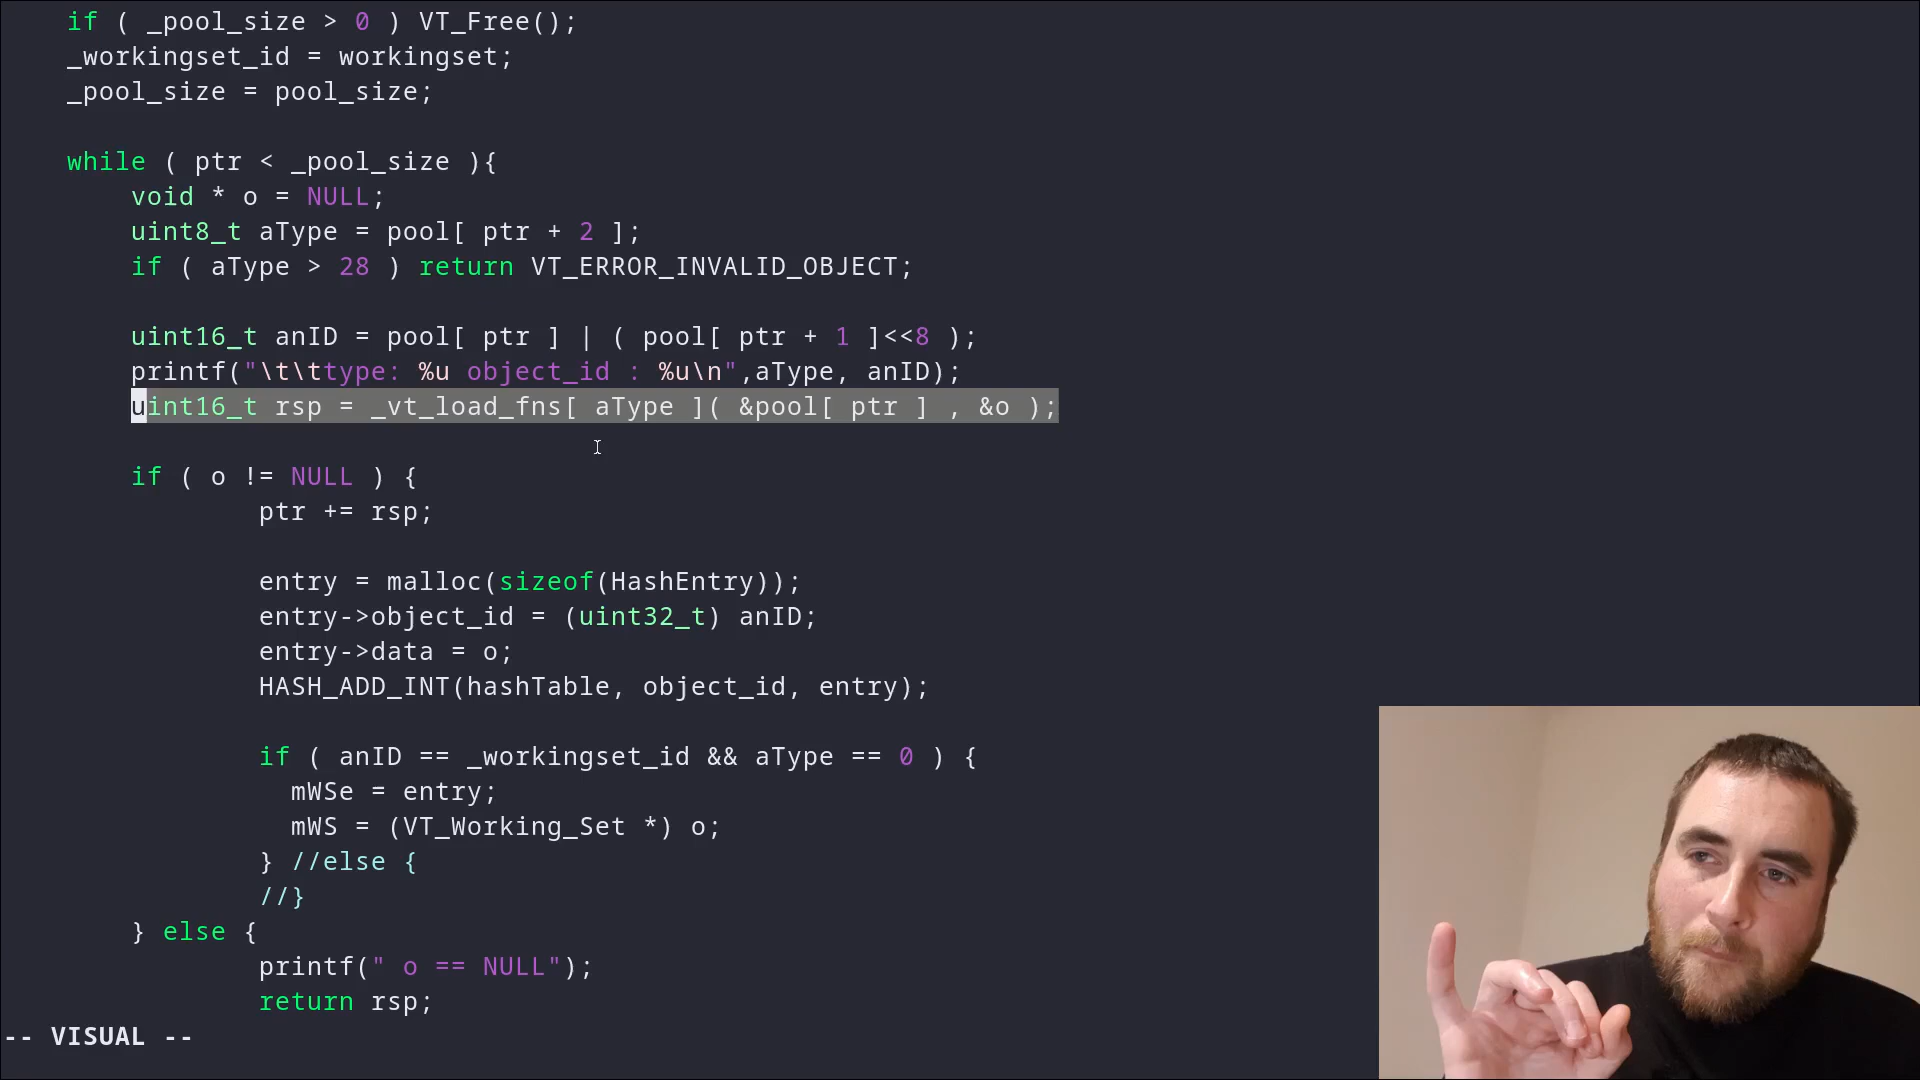 if ( _pool_size > 0 ) VT_Free();
_workingset_id = workingset;
_pool_size = pool_size;
while ( ptr < _pool_size ){
void * o = NULL;
uint8_t aType = pool[ ptr + 2 ];
if ( aType > 28 ) return VT_ERROR_INVALID_OBJECT;
uint16_t anID = pool[ ptr ] | ( pool[ ptr + 1 ]<<8 );
printf("\t\ttype: %u object_id : %u\n",aType, anID);
uint16_t rsp = _vt_load_fns[ aType ]( &pool[ ptr ] , &o );
if ( o != NULL ) {
ptr += rsp;
entry = malloc(sizeof(HashEntry));
entry->object_id = (uint32_t) anID;
entry->data = o;
HASH_ADD_INT(hashTable, object_id, entry);
if ( anID == _workingset_id && aType == 0 ) {
mWSe = entry;
mWS = (VT_Working_Set *) o;
} //else {
//}
} else {
printf(" o == NULL");
return rsp;
-- VISUAL --